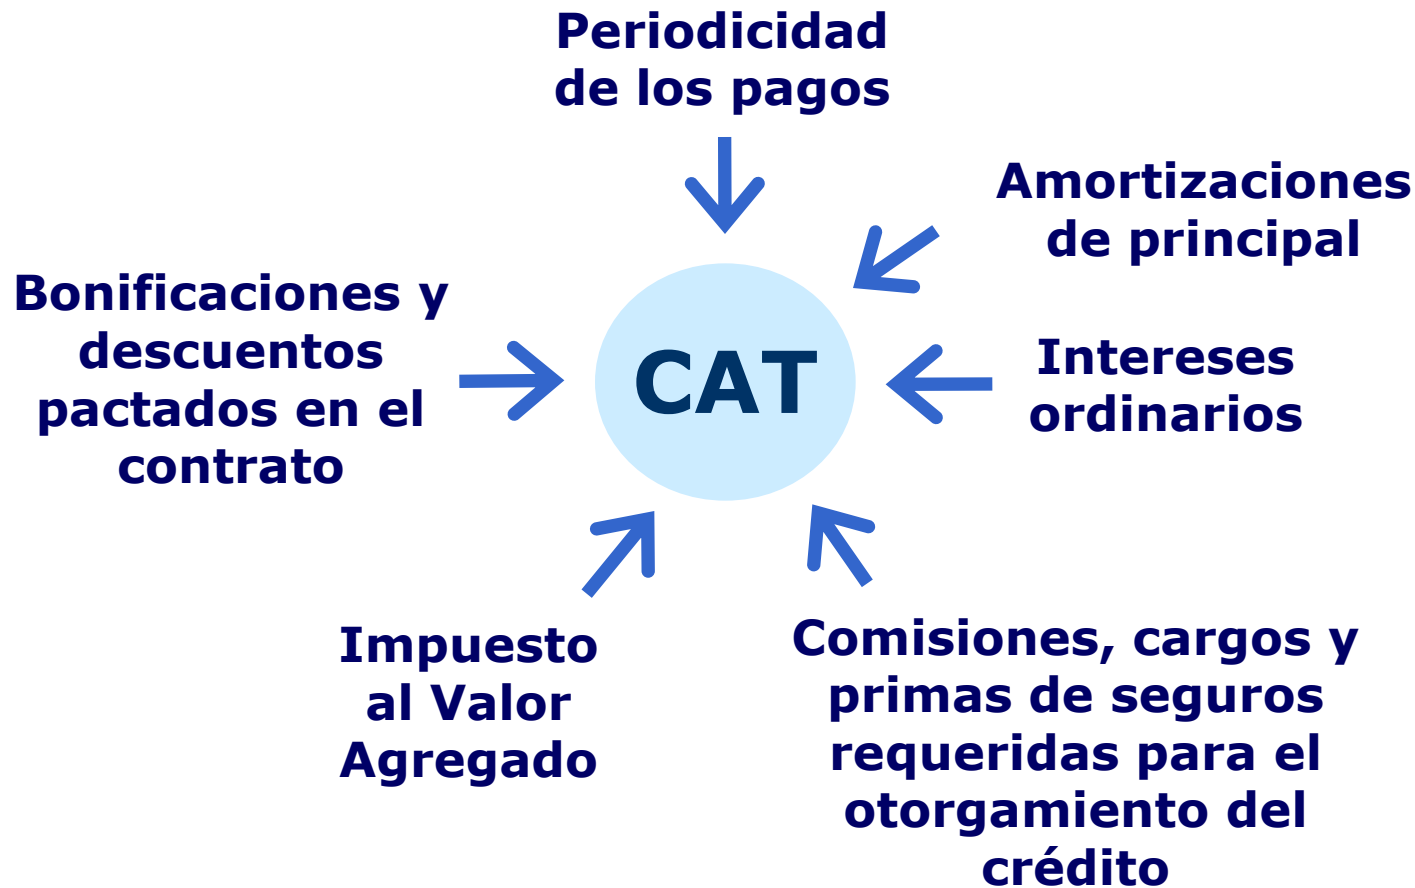 Periodicidad
de los pagos
Amortizaciones
de principal
Bonificaciones y
descuentos
pactados en el
contrato
CAT
Intereses
ordinarios
Impuesto
al Valor
Agregado
Comisiones, cargos y
primas de seguros
requeridas para el
otorgamiento del
crédito